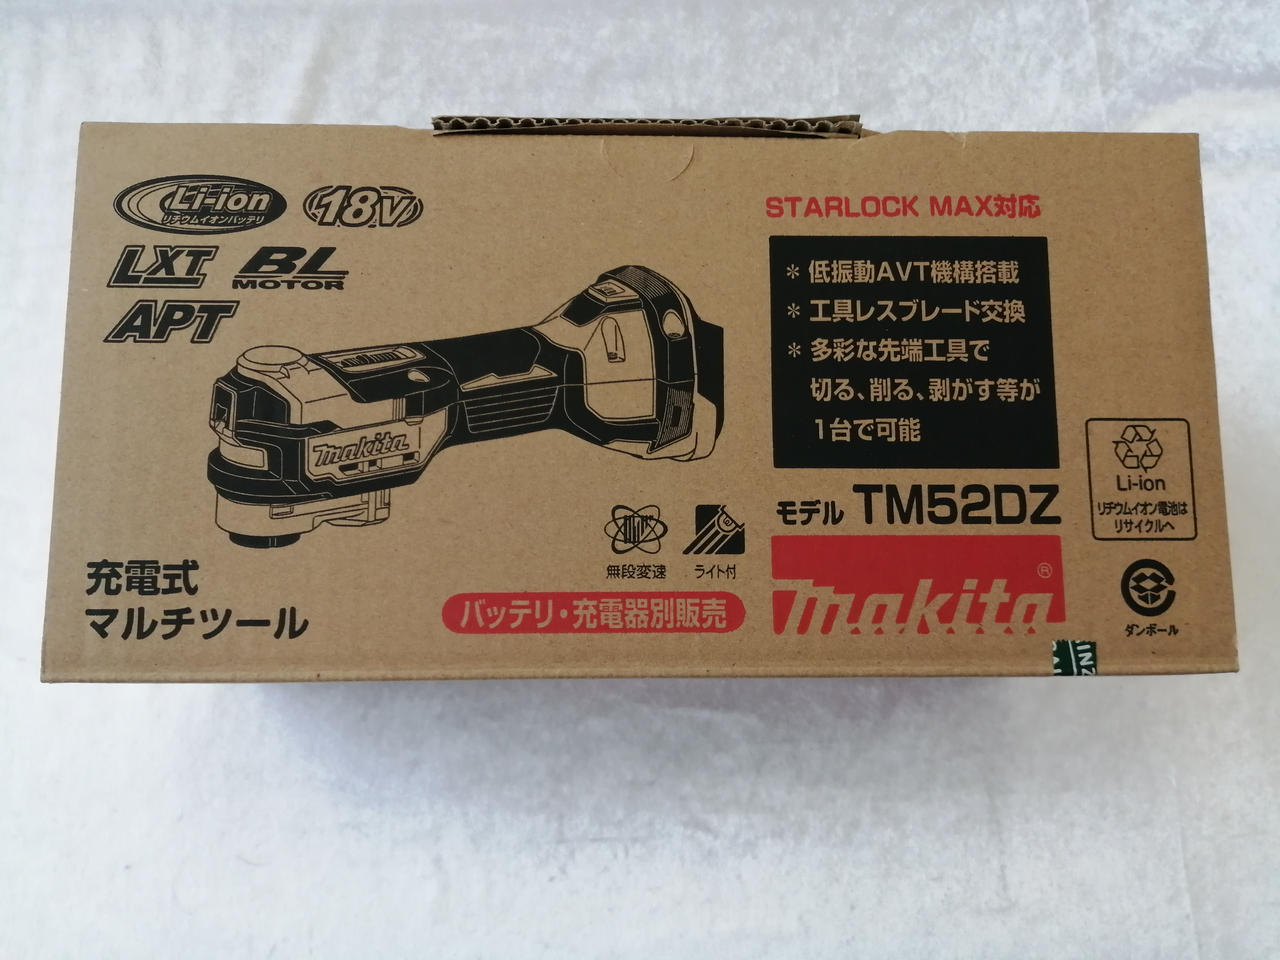 Li-ion
リチウムイオンバッテリ
18V
LXT
BL
MOTOR
APT
makita
充電式
マルチツール
無段変速
ライト付
バッテリ・充電器別販売
STARLOCK MAX対応
* 低振動AVT機構搭載
* 工具レスブレード交換
* 多彩な先端工具で
切る、削る、剥がす等が
1台で可能
モデル TM52DZ
makita®
Li-ion
リチウムイオン電池は
リサイクルへ
ダンボール
INZ